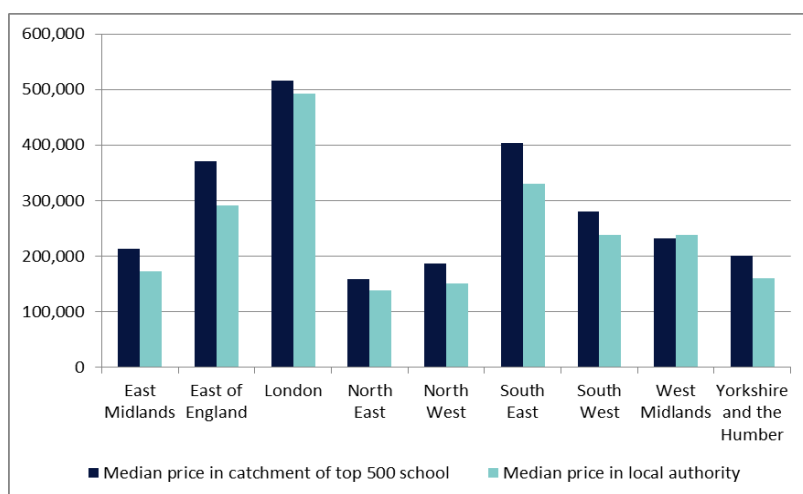 600,000
500,000
400,000
300,000
200,000
100,000
0
East Midlands
East of England
London
North East
North West
South East
South West
West Midlands
Yorkshire and the Humber
Median price in catchment of top 500 school
Median price in local authority